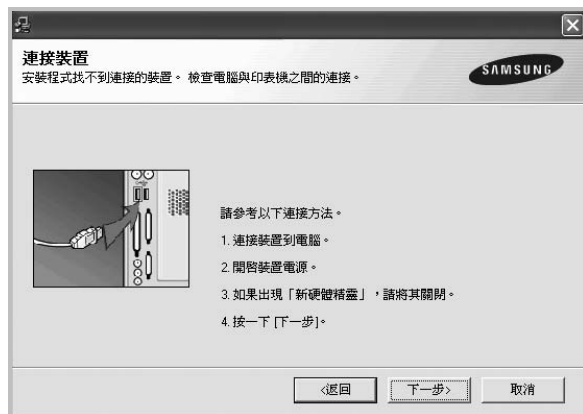 連接裝置
安裝程式找不到連接的裝置。 檢查電腦與印表機之間的連接。
SAMSUNG
請參考以下連接方法。
1. 連接裝置到電腦。
2. 開啓裝置電源。
3. 如果出現「新硬體精靈」，請將其關閉。
4. 按一下 [下一步]。
<返回
下一步>
取消